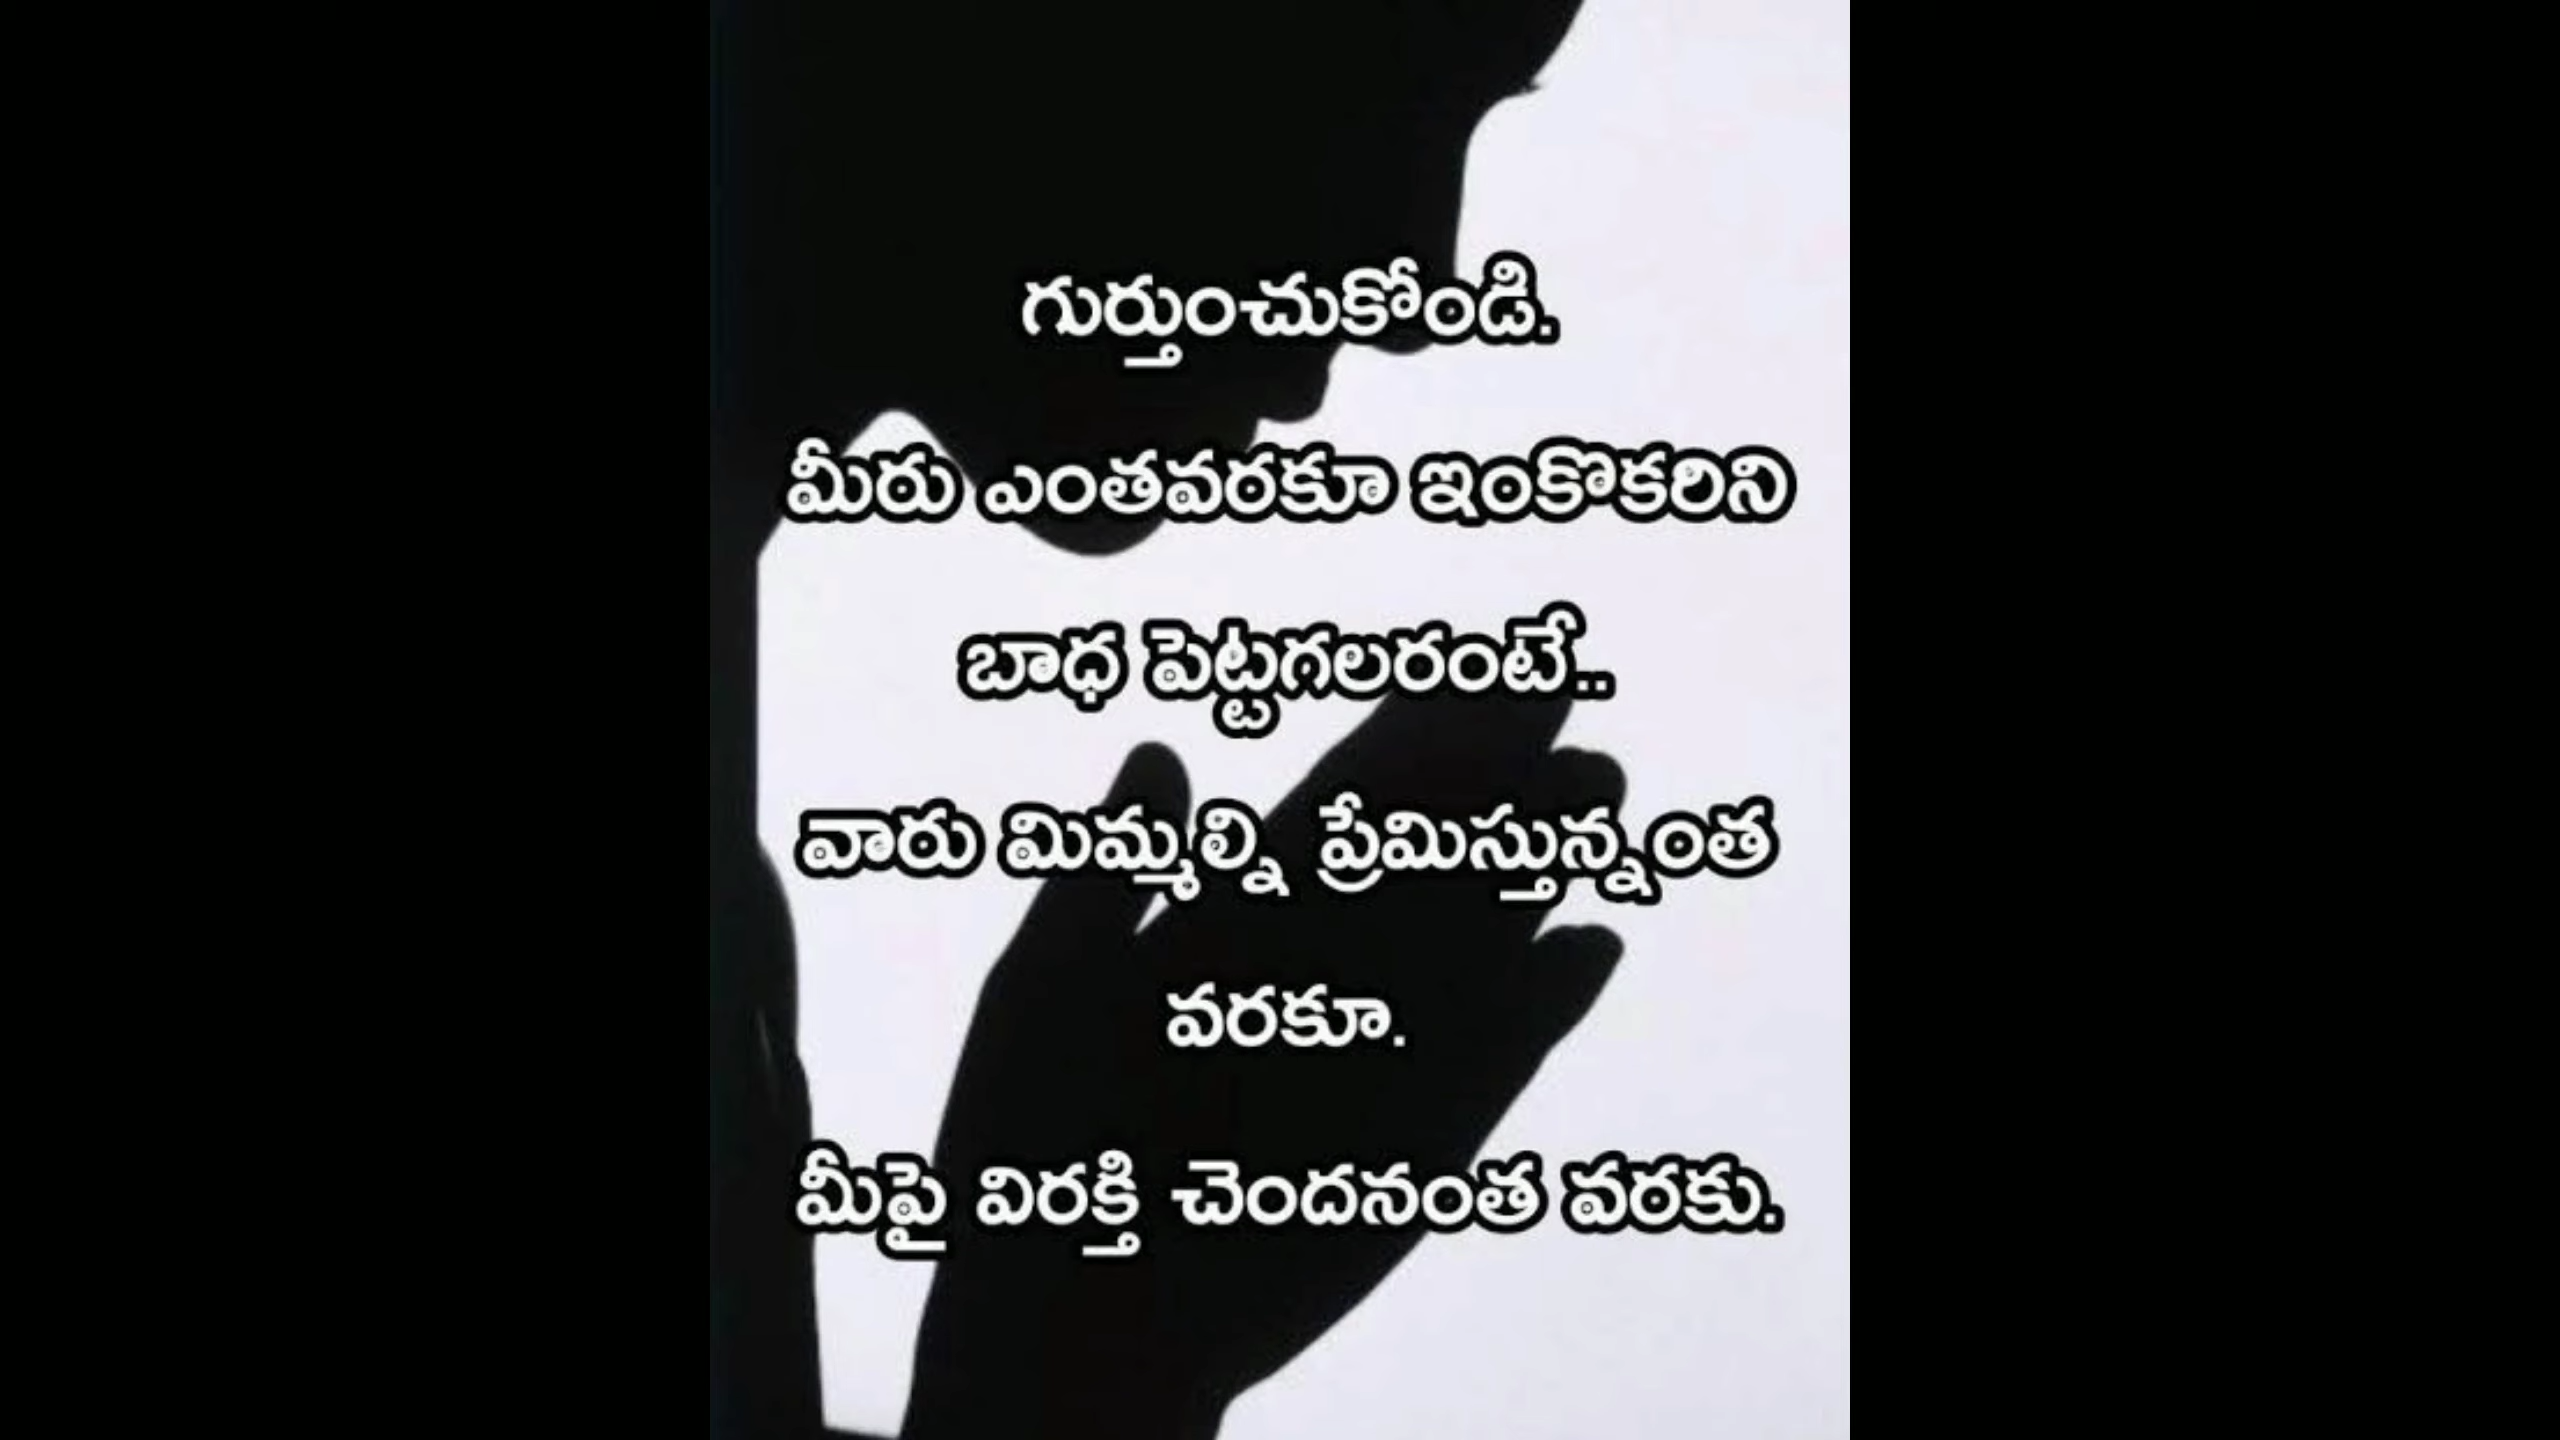 గుర్తుంచుకోండి.
మీరు ఎంతవరకూ ఇంకొకరిని
బాధ పెట్టగలరంటే..
వారు మిమ్మల్ని ప్రేమిస్తున్నంత
వరకూ.
మీపై విరక్తి చెందనంత వరకు.